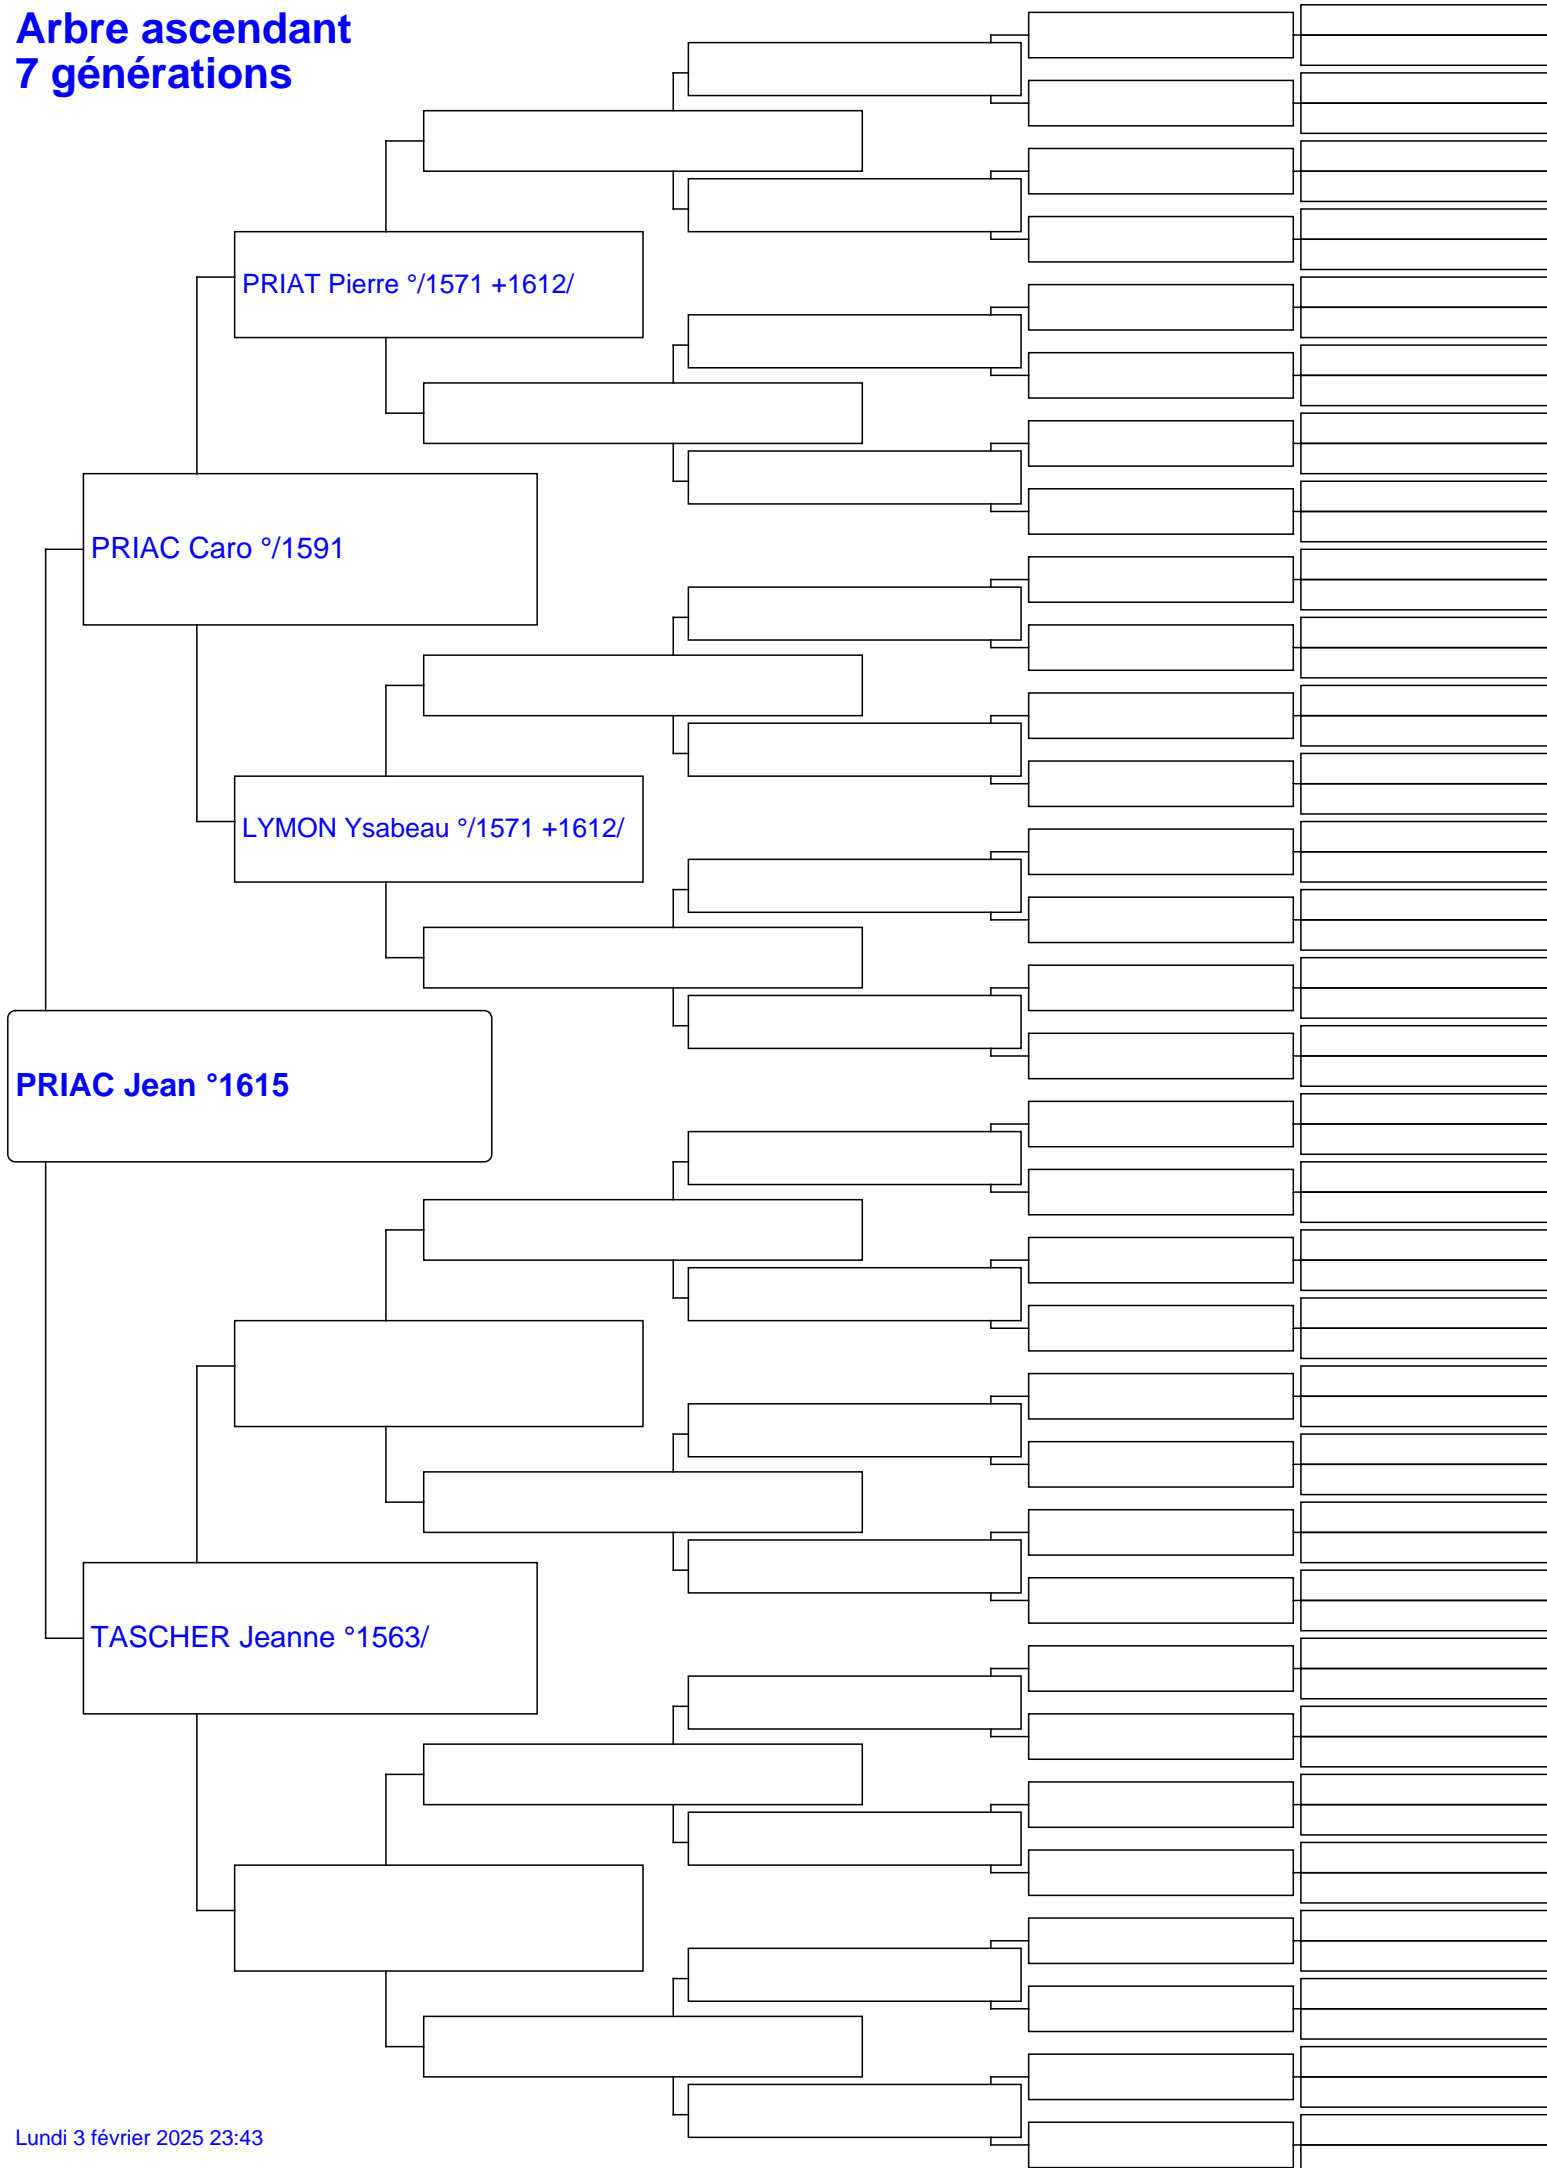 Arbre ascendant
7 générations
PRIAT Pierre °/1571 +1612/
PRIAC Caro °/1591
LYMON Ysabeau °/1571 +1612/
PRIAC Jean °1615
TASCHER Jeanne °1563/
Lundi 3 février 2025 23:43